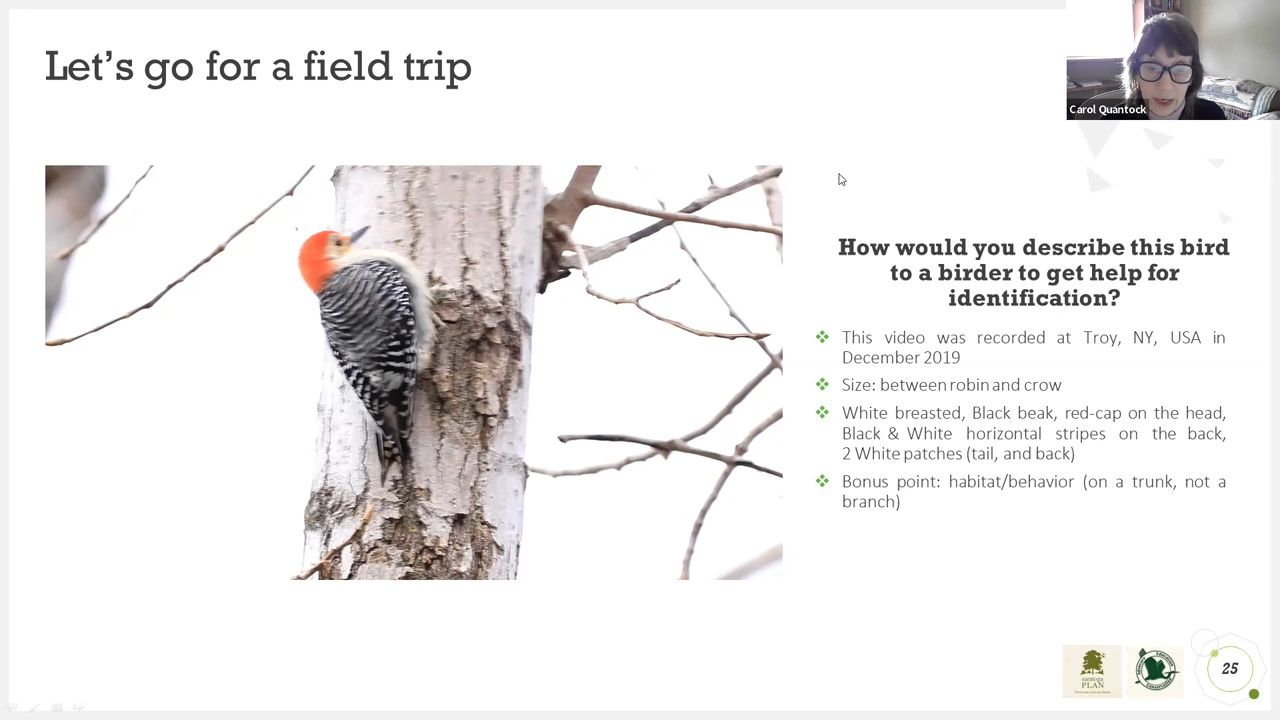 Let's go for a field trip
Carol Quantock
How would you describe this bird
to a birder to get help for
identification?
❖ This video was recorded at Troy, NY, USA in
December 2019
❖ Size: between robin and crow
❖ White breasted, Black beak, red-cap on the head,
Black & White horizontal stripes on the back,
2 White patches (tail, and back)
❖ Bonus point: habitat/behavior (on a trunk, not a
branch)
saratoga
PLAN
25